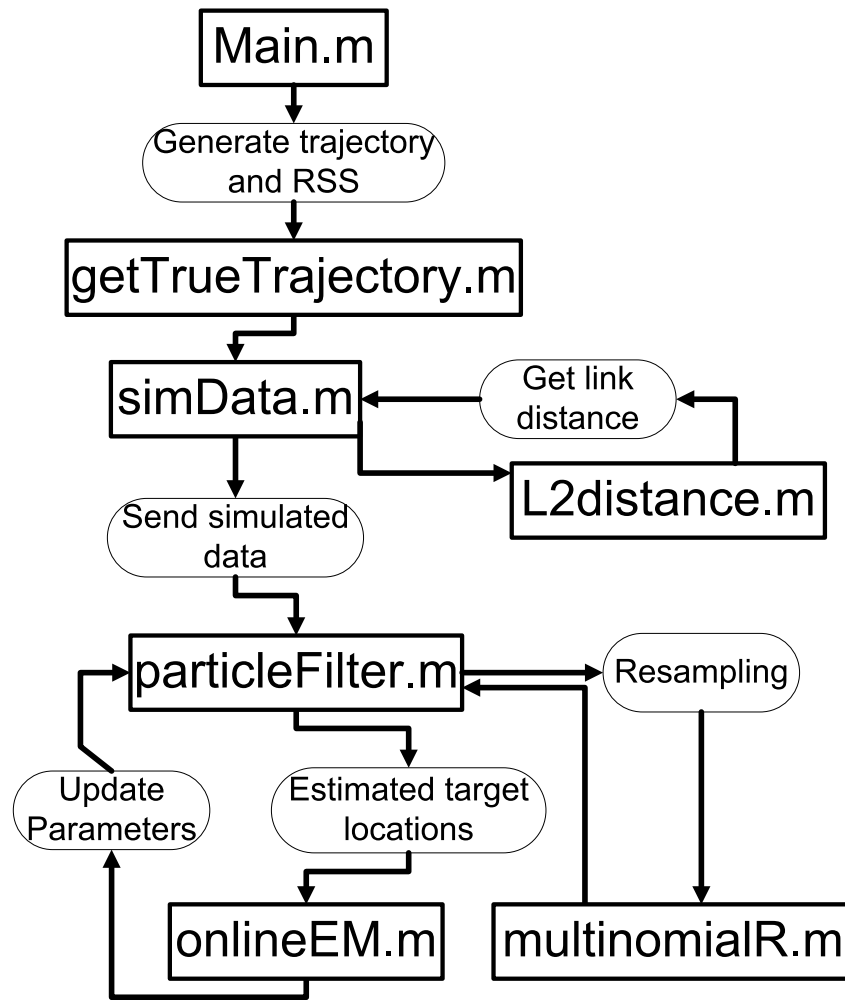 Main.m
Generate trajectory
and RSS
getTrueTrajectory.m
simData.m
Get link
distance
L2distance.m
Send simulated
data
particleFilter.m
Resampling
Update
Parameters
Estimated target
locations
onlineEM.m
multinomialR.m